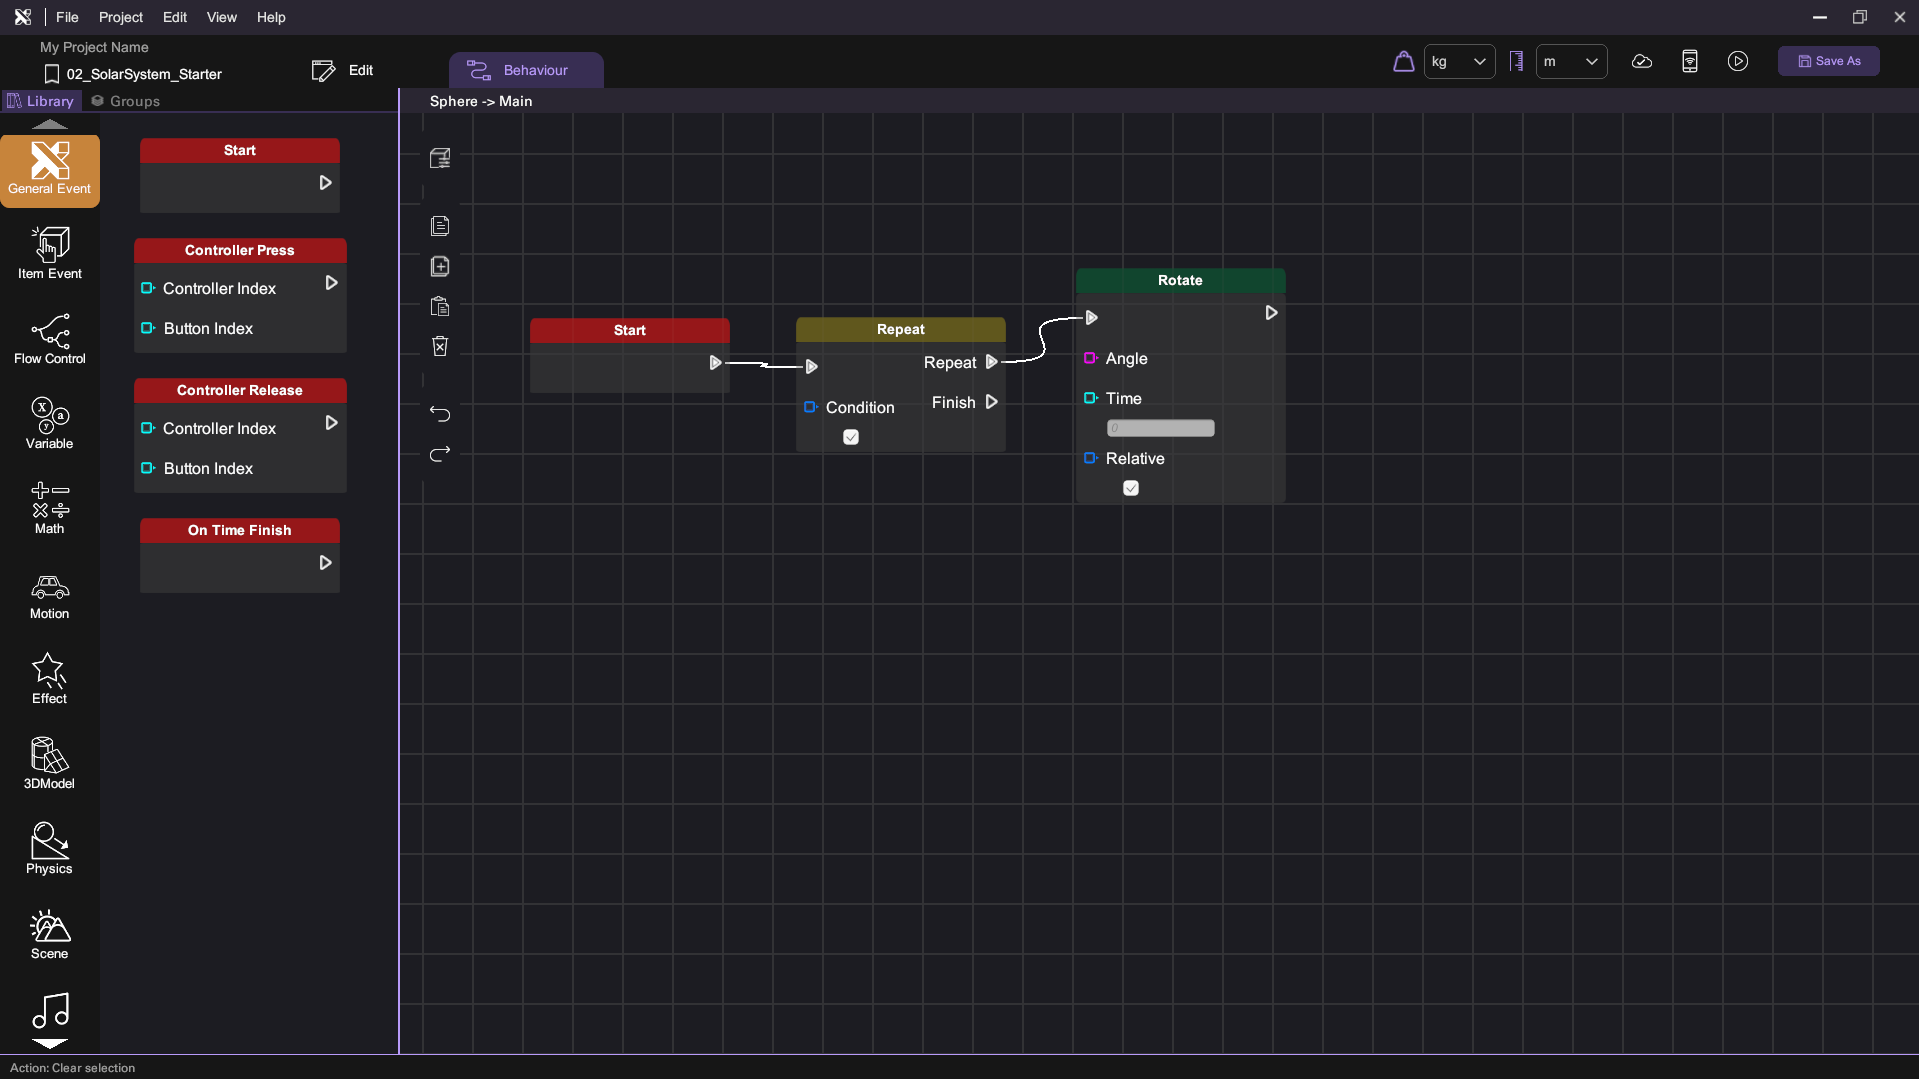 File Project Edit View Help
My Project Name
02_SolarSystem_Starter
Edit
Behaviour
kg
m
Save As
Library
Groups
Sphere -> Main
General Event
Item Event
Flow Control
Variable
Math
Motion
Effect
3DModel
Physics
Scene
Start
Controller Press
Controller Index
Button Index
Controller Release
Controller Index
Button Index
On Time Finish
Start
Repeat
Repeat
Condition
Finish
Rotate
Angle
Time
0
Relative
Action: Clear selection